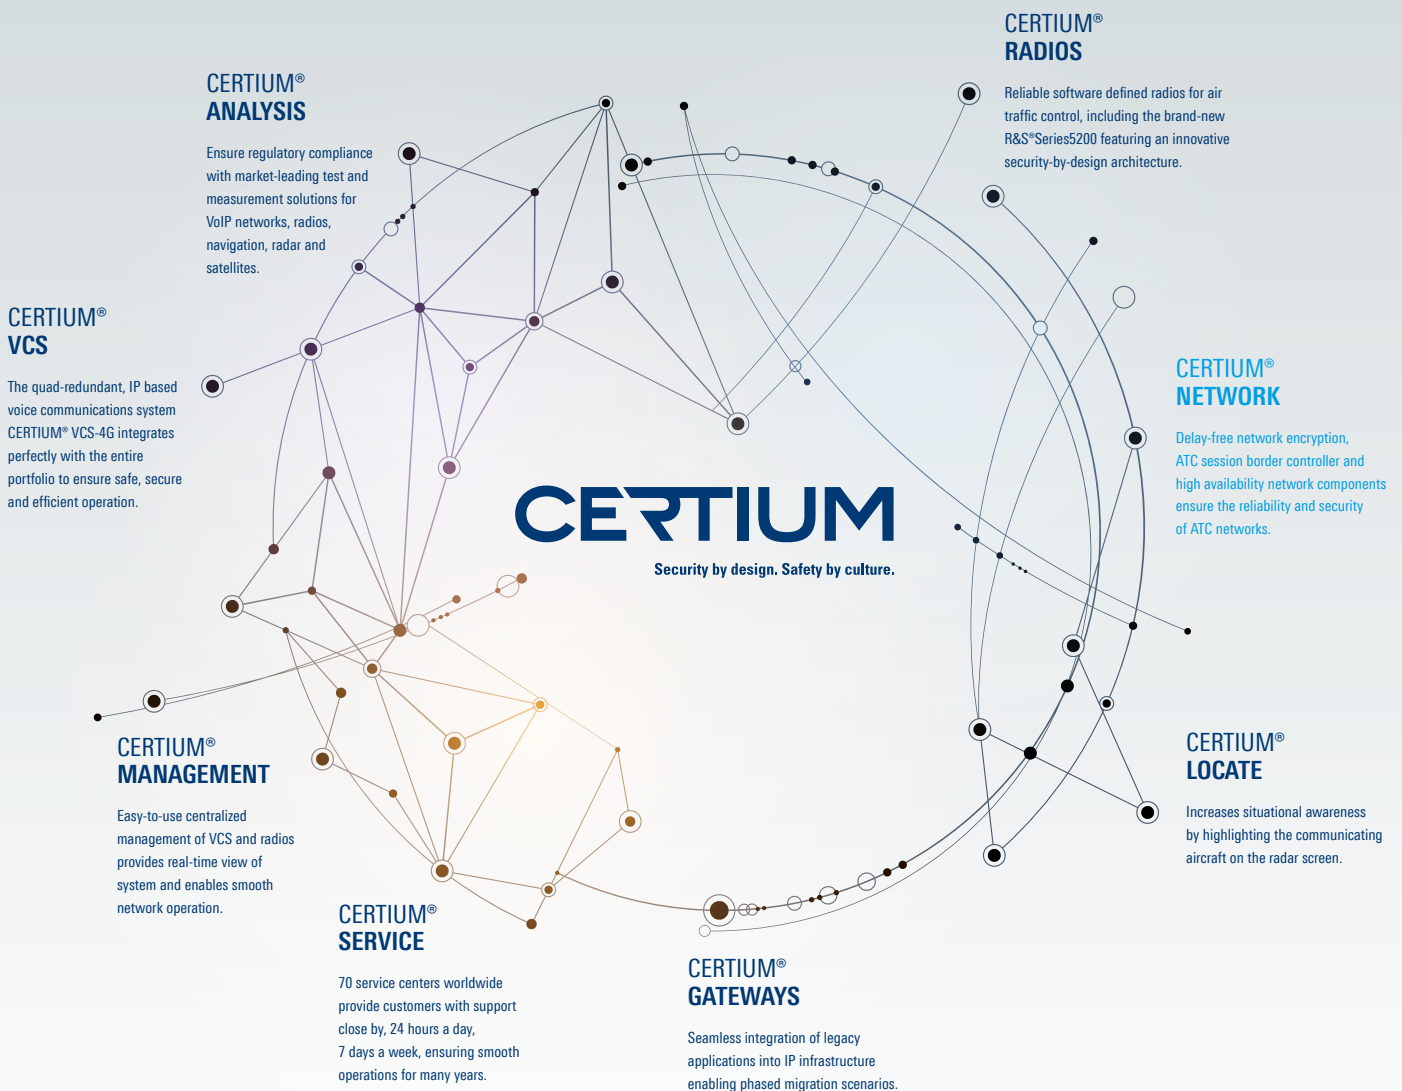 CERTIUM®
RADIOS
Reliable software defined radios for air
traffic control, including the brand-new
R&S®Series5200 featuring an innovative
security-by-design architecture.
CERTIUM®
ANALYSIS
Ensure regulatory compliance
with market-leading test and
measurement solutions for
VoIP networks, radios,
navigation, radar and
satellites.
CERTIUM®
VCS
The quad-redundant, IP based
voice communications system
CERTIUM® VCS-4G integrates
perfectly with the entire
portfolio to ensure safe, secure
and efficient operation.
CERTIUM®
NETWORK
Delay-free network encryption,
ATC session border controller and
high availability network components
ensure the reliability and security
of ATC networks.
CERTIUM
Security by design. Safety by culture.
CERTIUM®
MANAGEMENT
Easy-to-use centralized
management of VCS and radios
provides real-time view of
system and enables smooth
network operation.
CERTIUM®
LOCATE
Increases situational awareness
by highlighting the communicating
aircraft on the radar screen.
CERTIUM®
SERVICE
70 service centers worldwide
provide customers with support
close by, 24 hours a day,
7 days a week, ensuring smooth
operations for many years.
CERTIUM®
GATEWAYS
Seamless integration of legacy
applications into IP infrastructure
enabling phased migration scenarios.